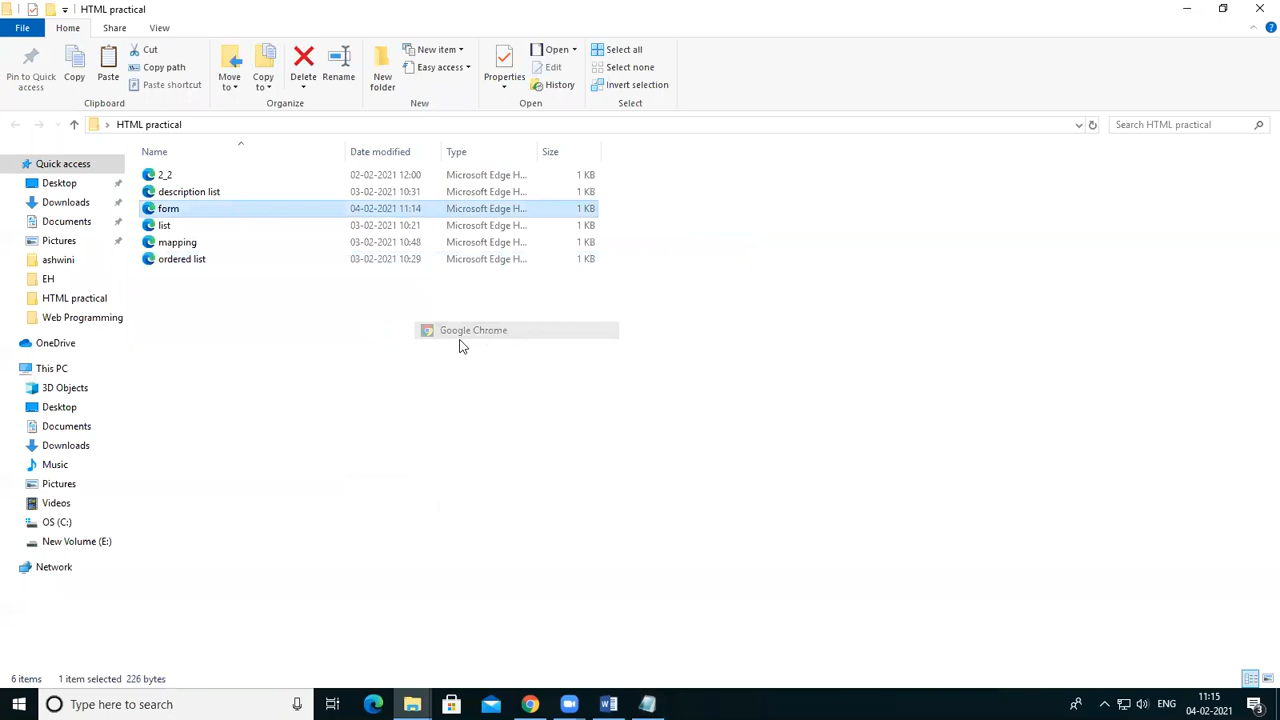 HTML practical
File Home Share View
Pin to Quick access
Copy
Paste
Cut
Copy path
Paste shortcut
Clipboard
Move to
Copy to
Delete
Rename
Organize
New folder
New item
Easy access
New
Properties
Open
Edit
History
Open
Select all
Select none
Invert selection
Select
HTML practical
Search HTML practical
Name Date modified Type Size
2_2 02-02-2021 12:00 Microsoft Edge H... 1 KB
description list 03-02-2021 10:31 Microsoft Edge H... 1 KB
form 04-02-2021 11:14 Microsoft Edge H... 1 KB
list 03-02-2021 10:21 Microsoft Edge H... 1 KB
mapping 03-02-2021 10:48 Microsoft Edge H... 1 KB
ordered list 03-02-2021 10:29 Microsoft Edge H... 1 KB
Google Chrome
Quick access
Desktop
Downloads
Documents
Pictures
ashwini
EH
HTML practical
Web Programming
OneDrive
This PC
3D Objects
Desktop
Documents
Downloads
Music
Pictures
Videos
OS (C:)
New Volume (E:)
Network
6 items 1 item selected 226 bytes
Type here to search
ENG
11:15
04-02-2021
3